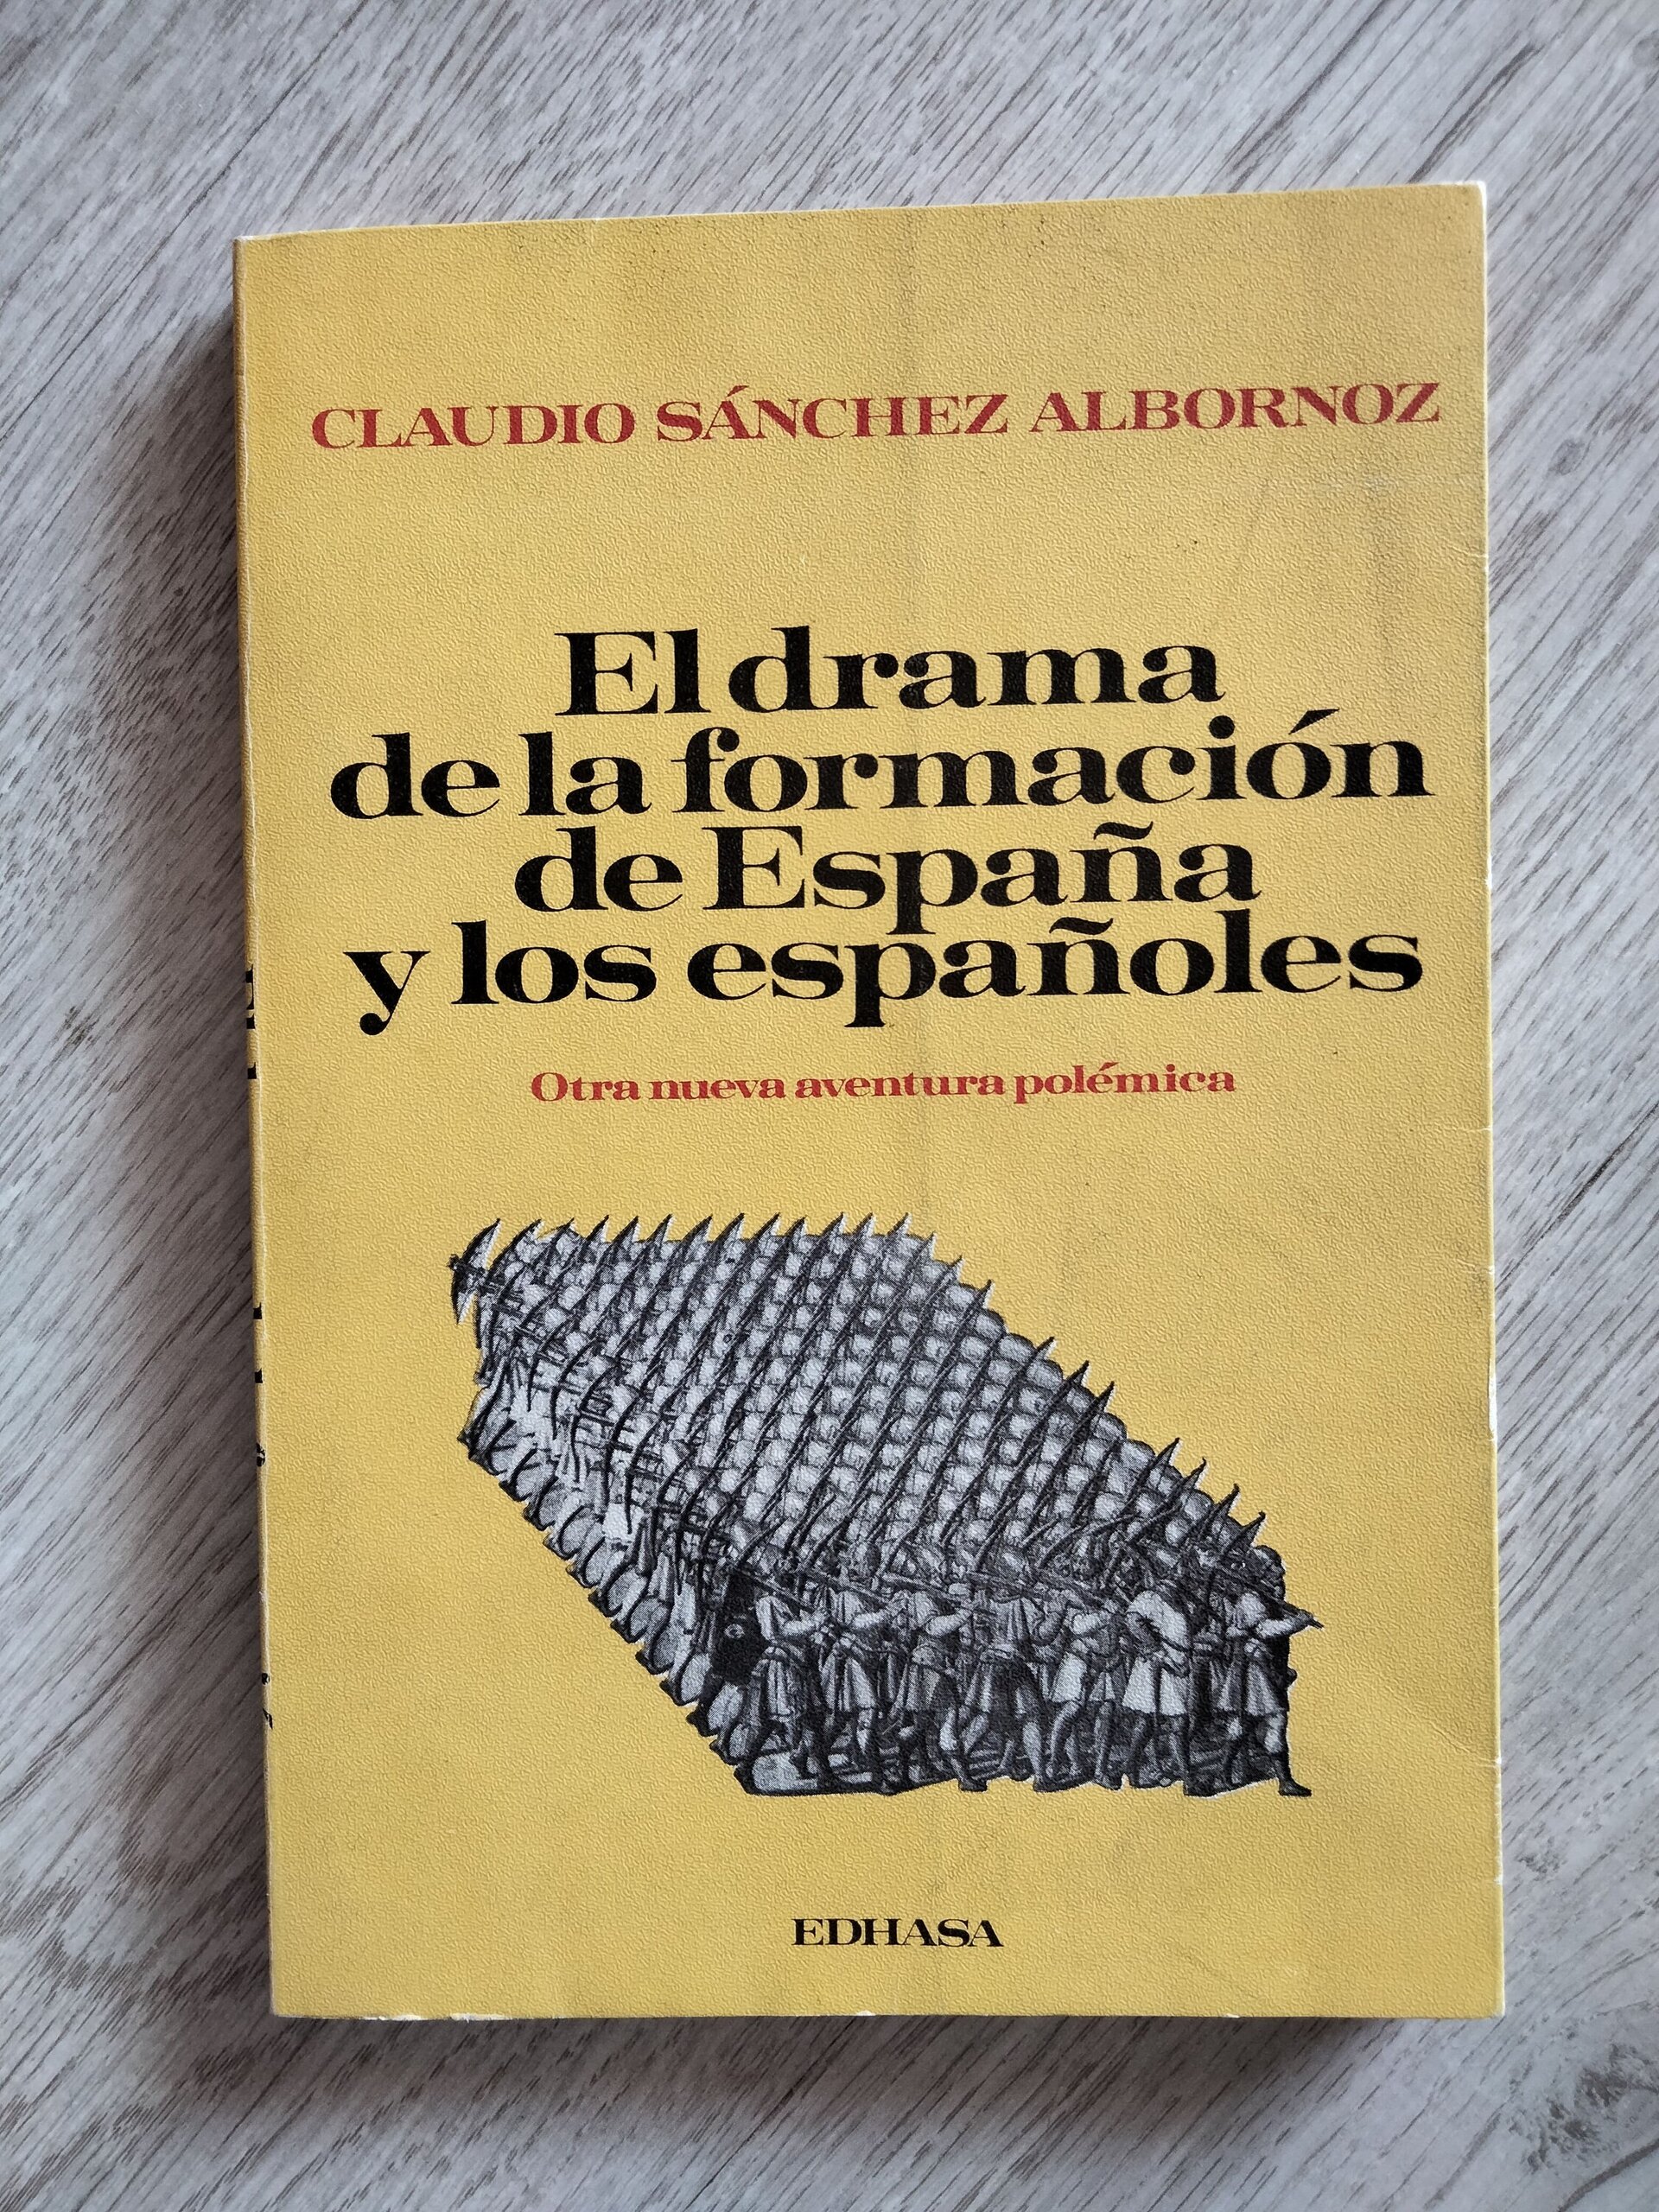 CLAUDIO SÁNCHEZ ALBORNOZ
El drama
de la formación
de España
y los españoles
Otra nueva aventura polémica
EDHASA